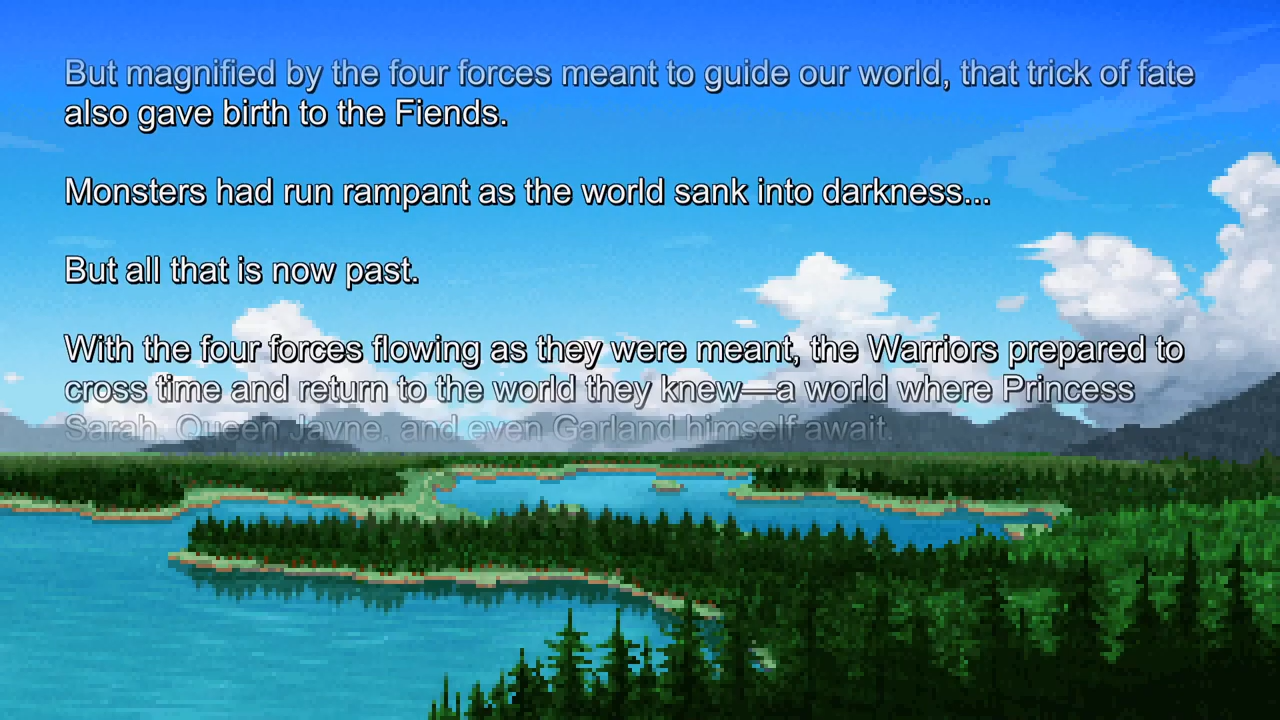 But magnified by the four forces meant to guide our world, that trick of fate
also gave birth to the Fiends.
Monsters had run rampant as the world sank into darkness...
But all that is now past.
With the four forces flowing as they were meant, the Warriors prepared to
cross time and return to the world they knew—a world where Princess
Sarah, Queen Jayne, and even Garland himself await.